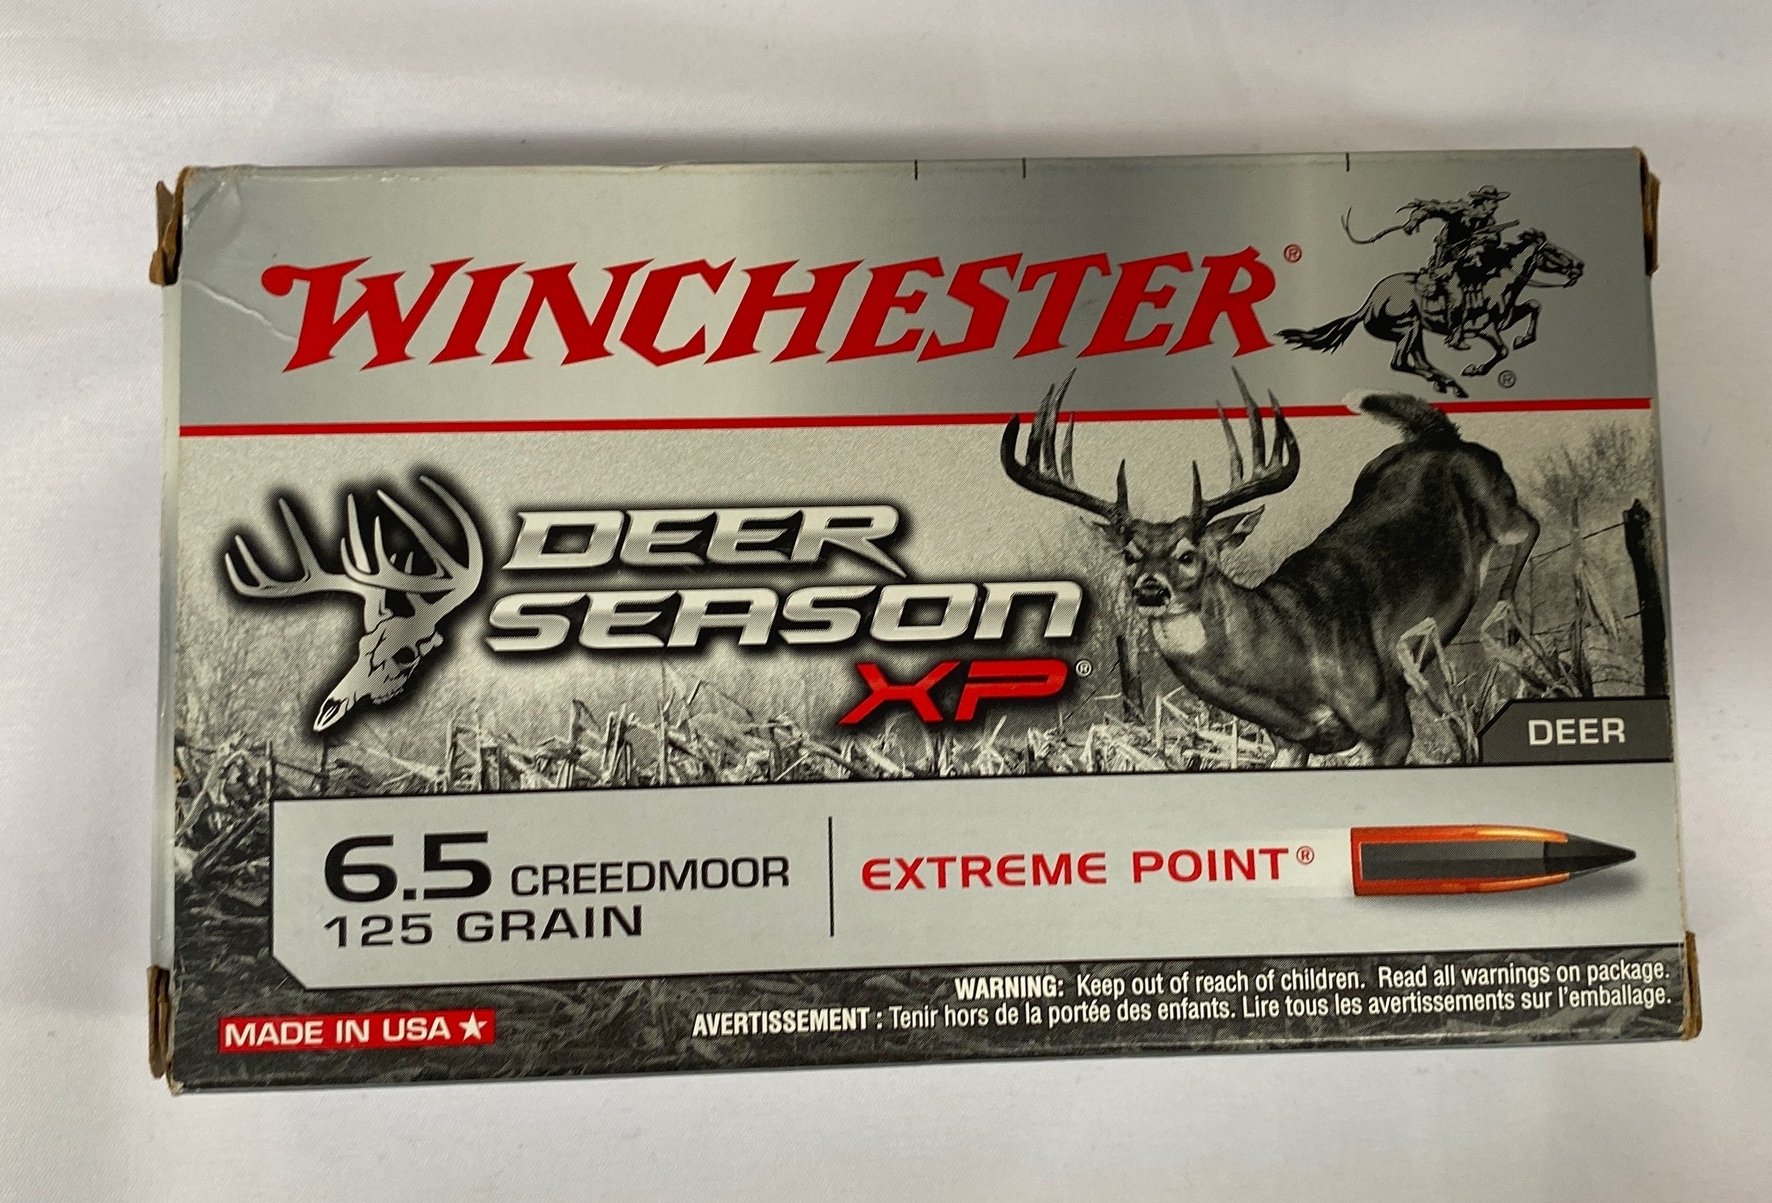 WINCHESTER®
®
DEER
SEASON
XP®
DEER
6.5 CREEDMOOR
125 GRAIN
EXTREME POINT®
WARNING: Keep out of reach of children. Read all warnings on package.
AVERTISSEMENT : Tenir hors de la portée des enfants. Lire tous les avertissements sur l'emballage.
MADE IN USA ★